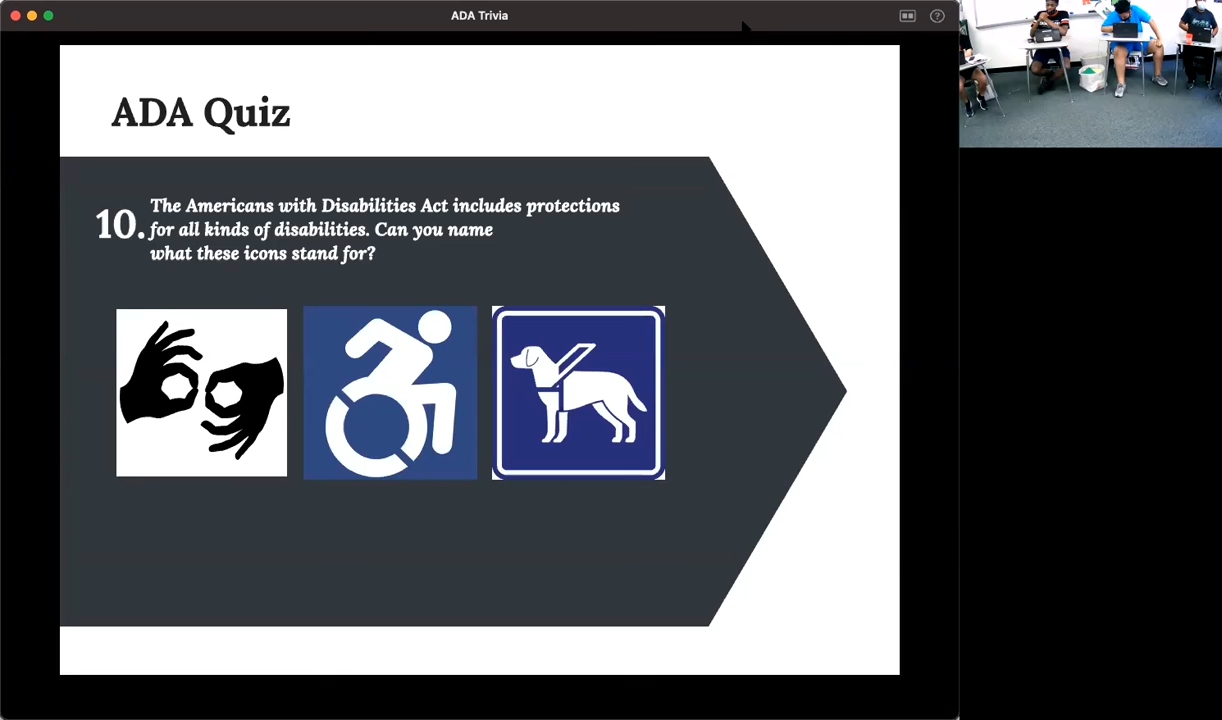 ADA Trivia
ADA Quiz
10.
The Americans with Disabilities Act includes protections
for all kinds of disabilities. Can you name
what these icons stand for?